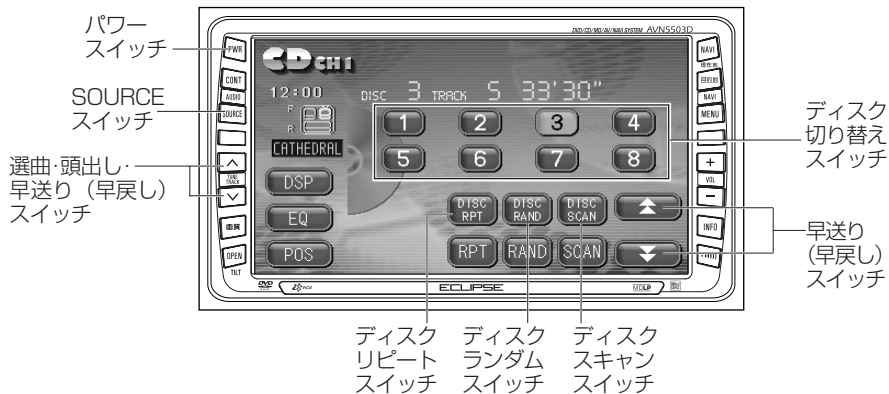 パワー
スイッチ
SOURCE
スイッチ
選曲･頭出し･
早送り（早戻し）
スイッチ
DVD/CD/MD/AV/NAVI SYSTEM AVN5503D
PWR
CONT
AUDIO
SOURCE
TUNE
TRACK
画質
OPEN
TILT
CD CH1
12:00
DISC 3 TRACK 5 33'30"
F
R
CATHEDRAL
1 2 3 4
5 6 7 8
DSP
EQ
POS
DISC RPT
DISC RAND
DISC SCAN
RPT RAND SCAN
NAVI
現在地
目的地
NAVI
MENU
+
VOL
−
INFO
DVD
ECLIPSE
MDLP
ディスク
切り替え
スイッチ
早送り
（早戻し）
スイッチ
ディスク
リピート
スイッチ
ディスク
ランダム
スイッチ
ディスク
スキャン
スイッチ